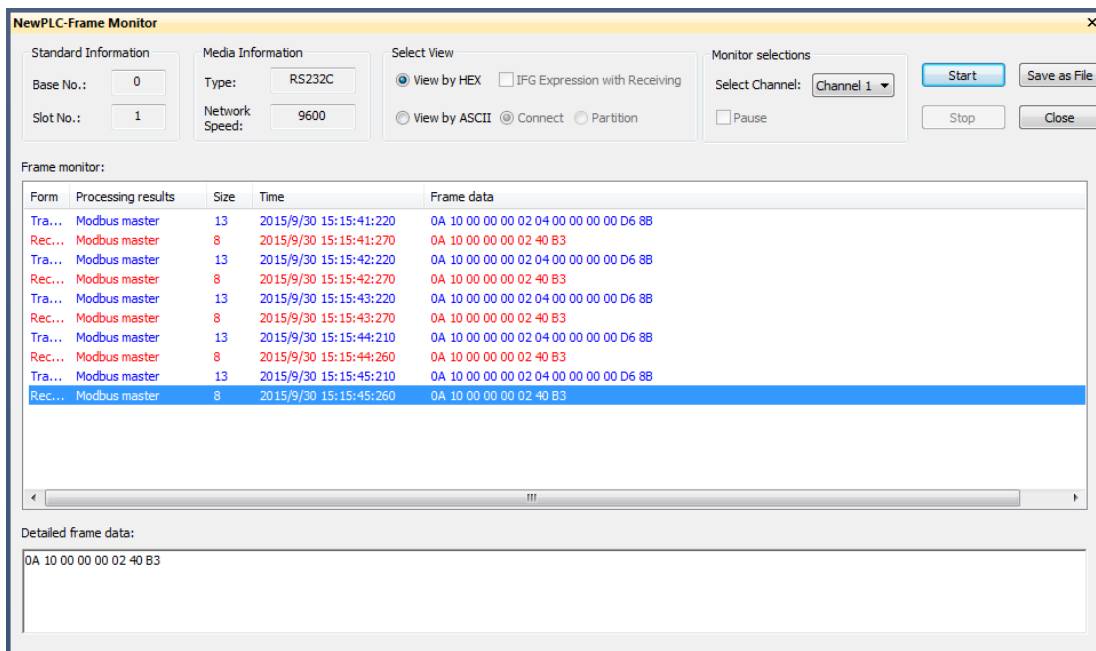 NewPLC-Frame Monitor
Standard Information
Base No.: 0
Slot No.: 1
Media Information
Type: RS232C
Network Speed: 9600
Select View
View by HEX IFG Expression with Receiving
View by ASCII Connect Partition
Monitor selections
Select Channel: Channel 1
Pause
Start Save as File
Stop Close
Frame monitor:
Form Processing results Size Time Frame data
Tra... Modbus master 13 2015/9/30 15:15:41:220 0A 10 00 00 00 02 04 00 00 00 00 D6 8B
Rec... Modbus master 8 2015/9/30 15:15:41:270 0A 10 00 00 00 02 40 B3
Tra... Modbus master 13 2015/9/30 15:15:42:220 0A 10 00 00 00 02 04 00 00 00 00 D6 8B
Rec... Modbus master 8 2015/9/30 15:15:42:270 0A 10 00 00 00 02 40 B3
Tra... Modbus master 13 2015/9/30 15:15:43:220 0A 10 00 00 00 02 04 00 00 00 00 D6 8B
Rec... Modbus master 8 2015/9/30 15:15:43:270 0A 10 00 00 00 02 40 B3
Tra... Modbus master 13 2015/9/30 15:15:44:210 0A 10 00 00 00 02 04 00 00 00 00 D6 8B
Rec... Modbus master 8 2015/9/30 15:15:44:260 0A 10 00 00 00 02 40 B3
Tra... Modbus master 13 2015/9/30 15:15:45:210 0A 10 00 00 00 02 04 00 00 00 00 D6 8B
Rec... Modbus master 8 2015/9/30 15:15:45:260 0A 10 00 00 00 02 40 B3
Detailed frame data:
0A 10 00 00 00 02 40 B3